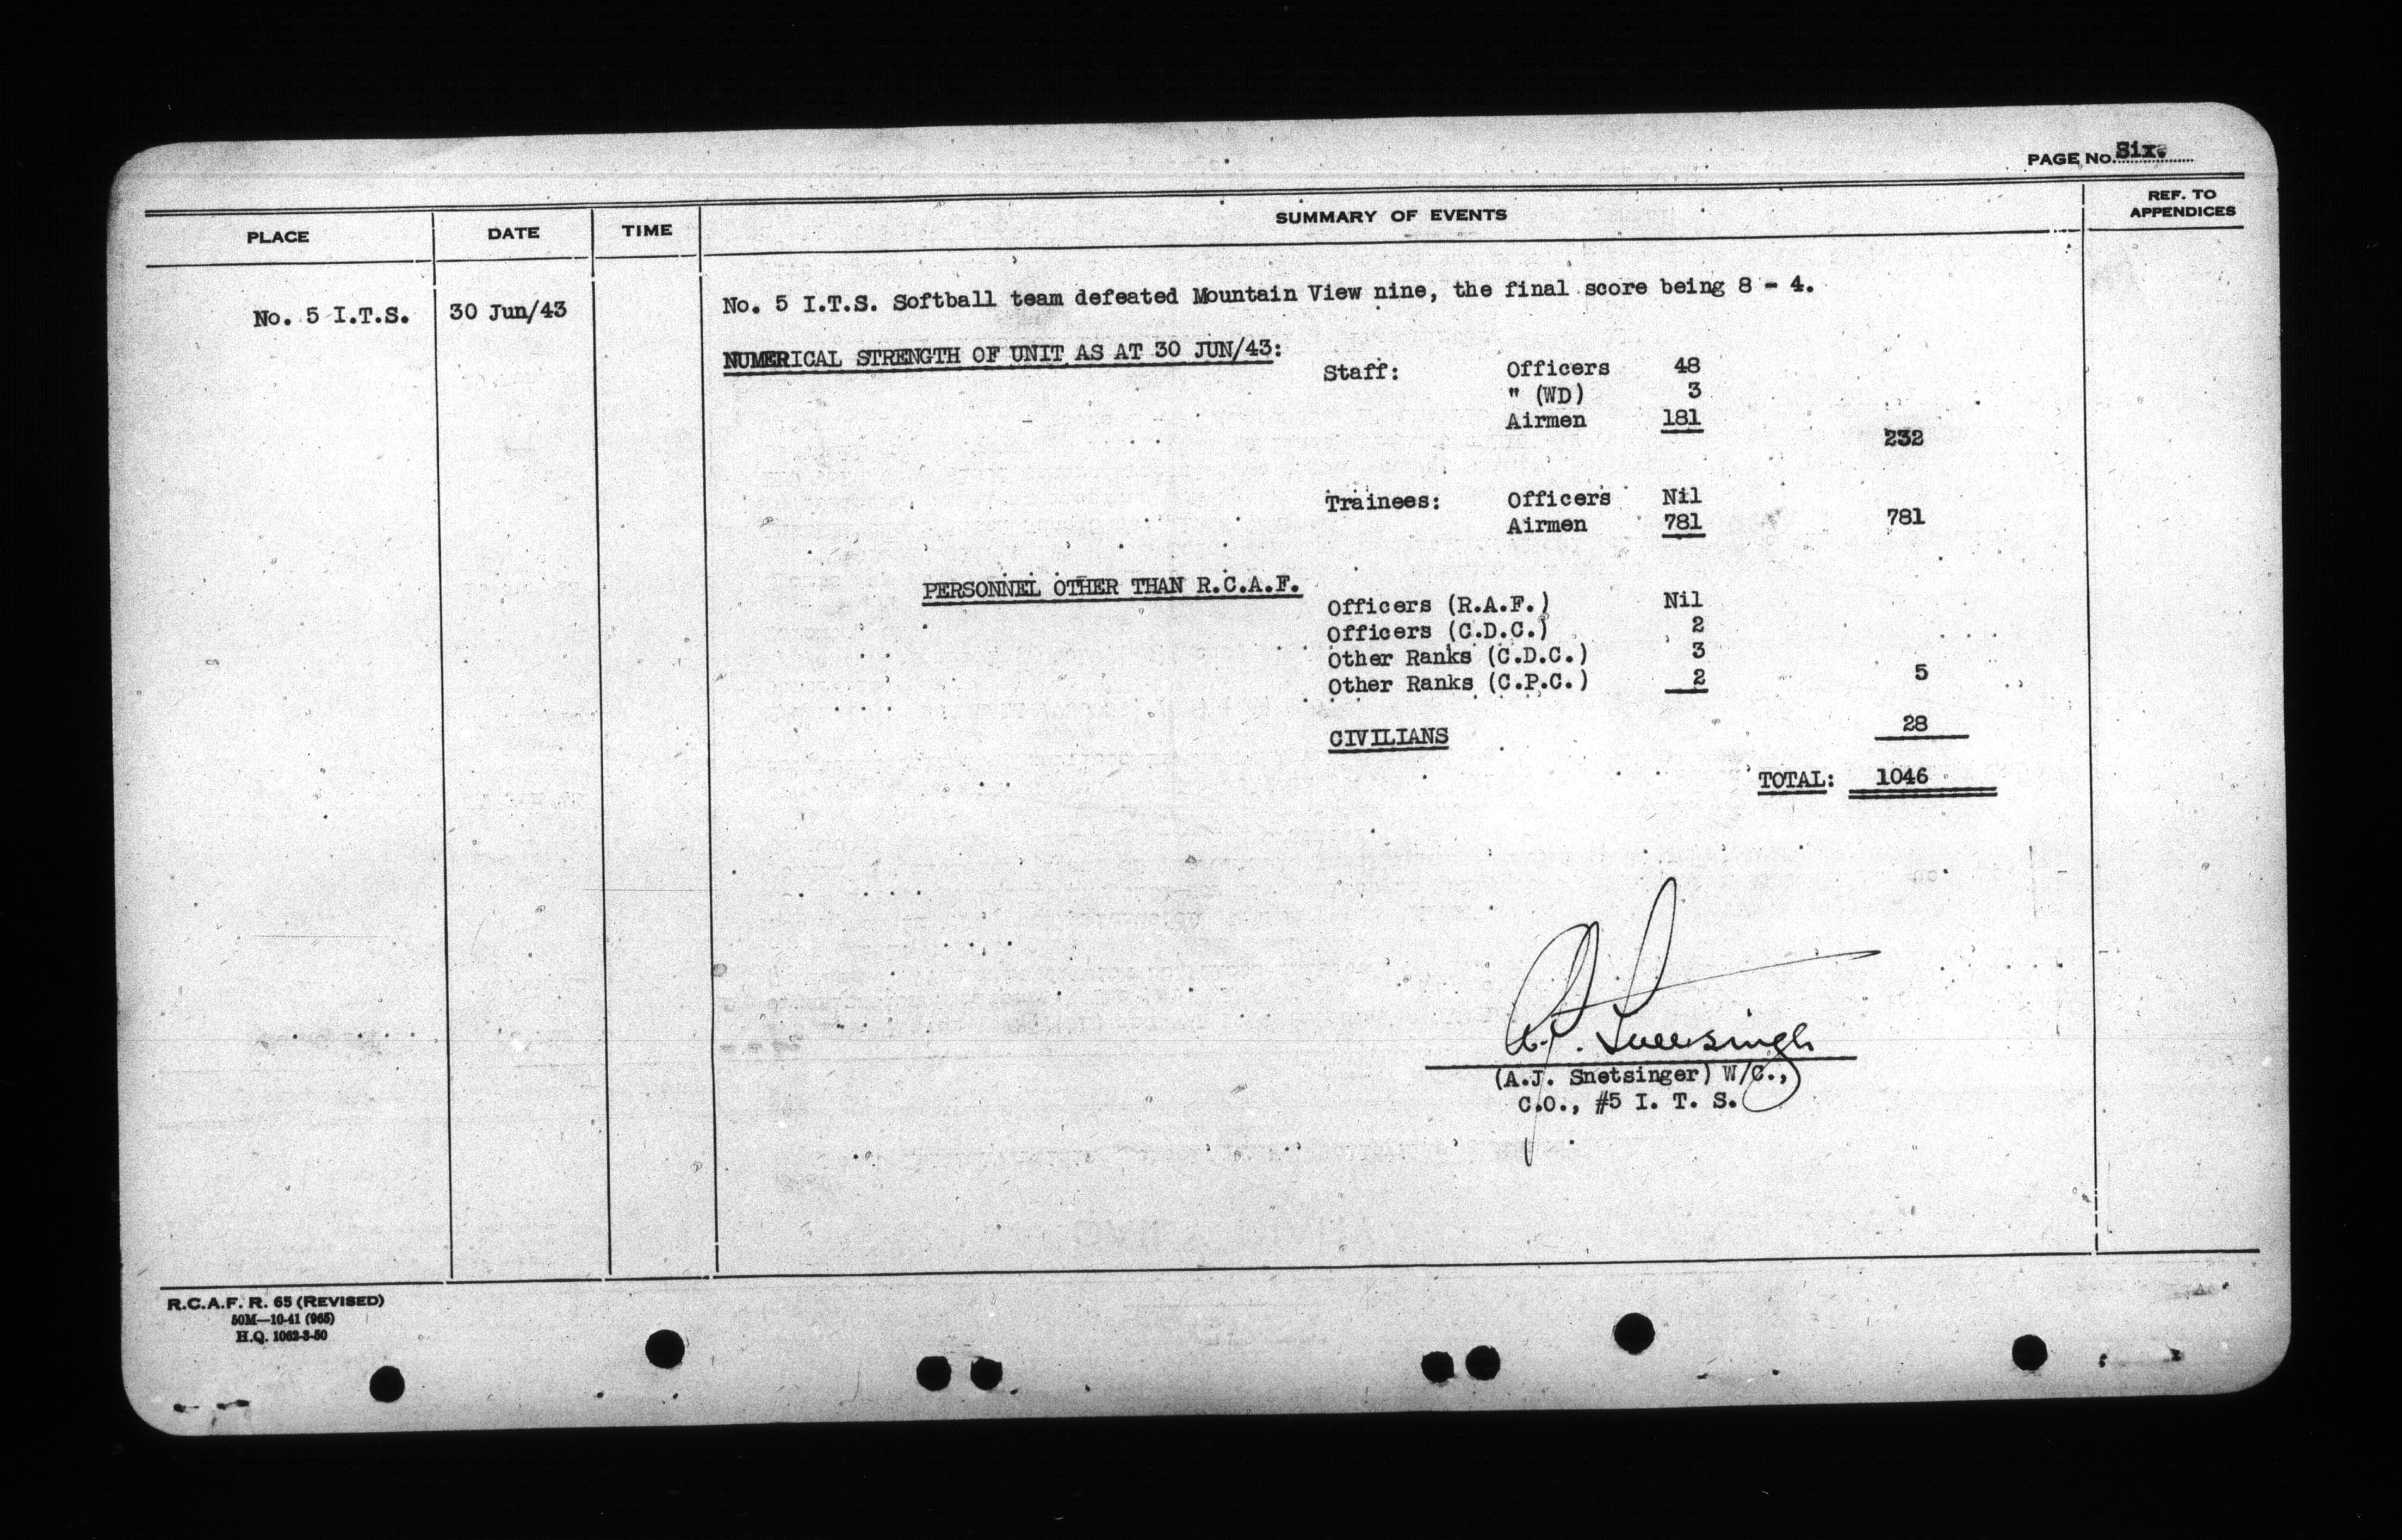 PAGE No. Six.
PLACE DATE TIME SUMMARY OF EVENTS REF. TO APPENDICES
No. 5 I.T.S. 30 Jun/43 No. 5 I.T.S. Softball team defeated Mountain View nine, the final score being 8 - 4.
NUMERICAL STRENGTH OF UNIT AS AT 30 JUN/43:
Staff: Officers 48
" (WD) 3
Airmen 181
232
Trainees: Officers Nil
Airmen 781 781
PERSONNEL OTHER THAN R.C.A.F.
Officers (R.A.F.) Nil
Officers (C.D.C.) 2
Other Ranks (C.D.C.) 3
Other Ranks (C.P.C.) 2 5
CIVILIANS 28
TOTAL: 1046
(A.J. Snetsinger) W/C.,
C.O., #5 I. T. S.
R.C.A.F. R. 65 (REVISED)
50M—10-41 (965)
H.Q. 1062-3-50